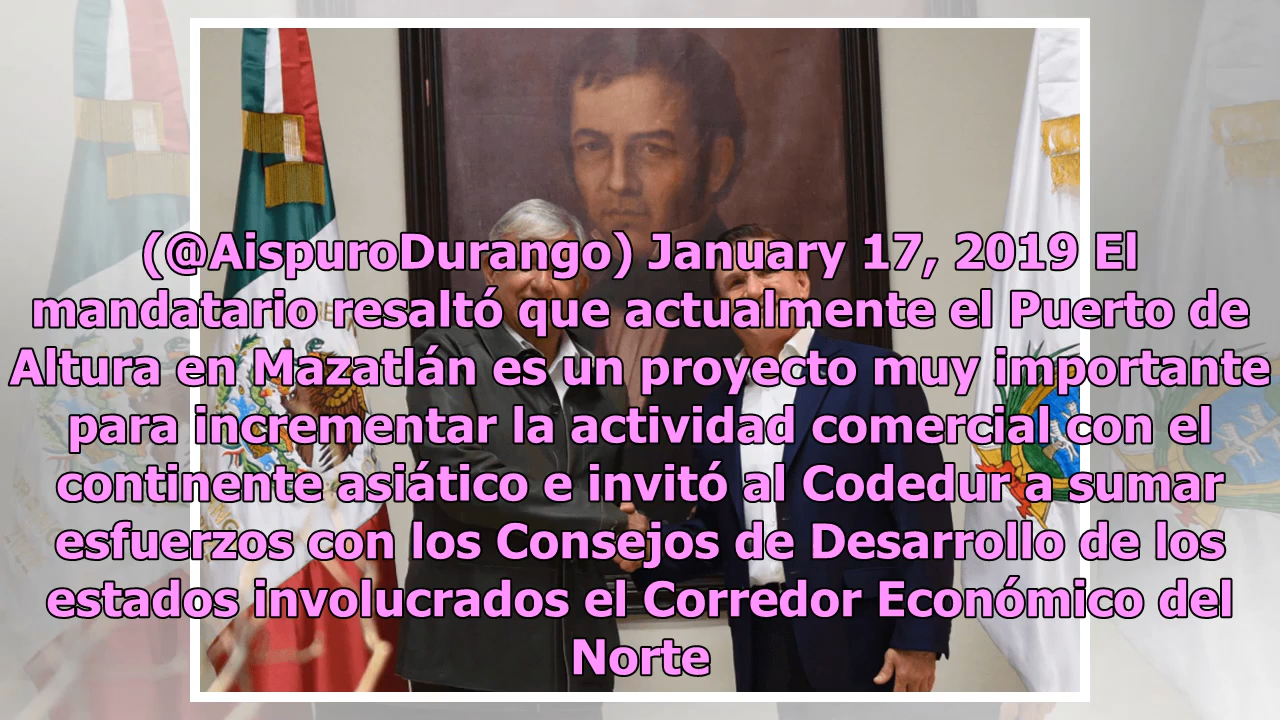 (@AispuroDurango) January 17, 2019 El
mandatario resaltó que actualmente el Puerto de
Altura en Mazatlán es un proyecto muy importante
para incrementar la actividad comercial con el
continente asiático e invitó al Codedur a sumar
esfuerzos con los Consejos de Desarrollo de los
estados involucrados el Corredor Económico del
Norte